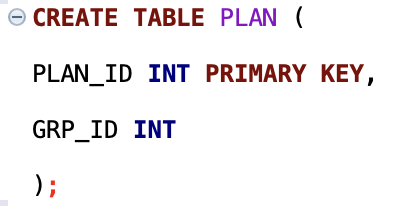 CREATE TABLE PLAN (
PLAN_ID INT PRIMARY KEY,
GRP_ID INT
);